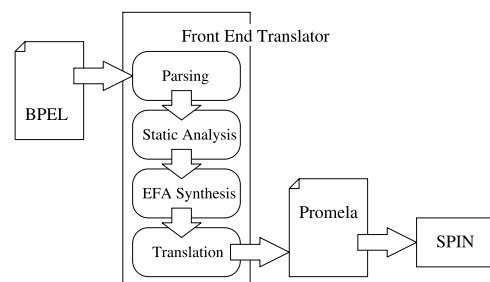 Front End Translator
BPEL
Parsing
Static Analysis
EFA Synthesis
Translation
Promela
SPIN